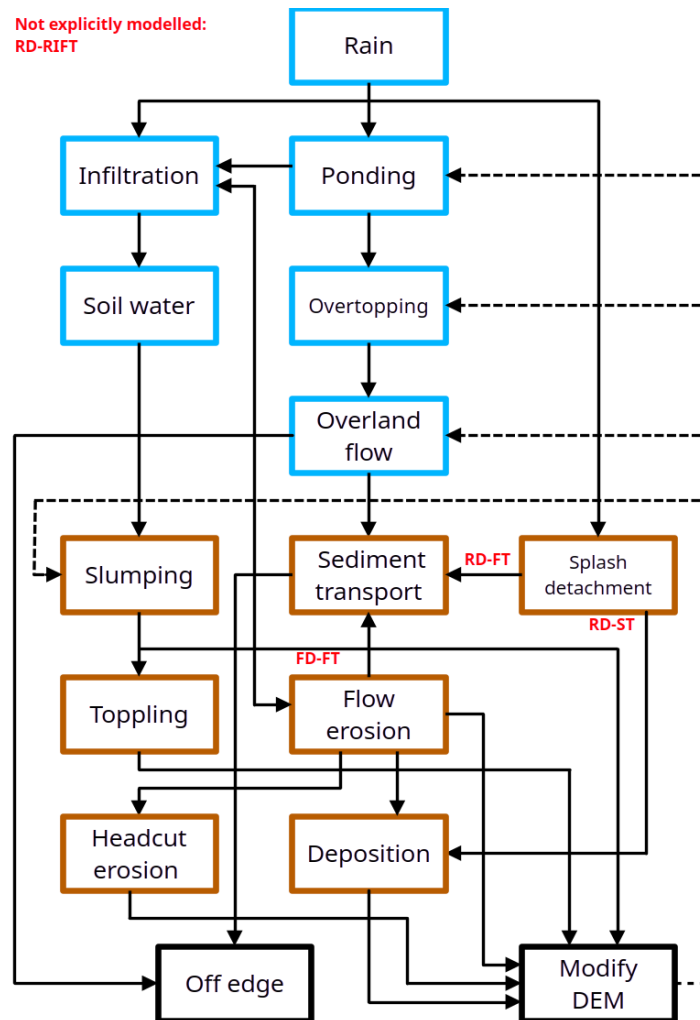 Not explicitly modelled:
RD-RIFT
Rain
Infiltration
Ponding
Soil water
Overtopping
Overland
flow
Slumping
Sediment
transport
RD-FT
Splash
detachment
RD-ST
FD-FT
Toppling
Flow
erosion
Headcut
erosion
Deposition
Off edge
Modify
DEM